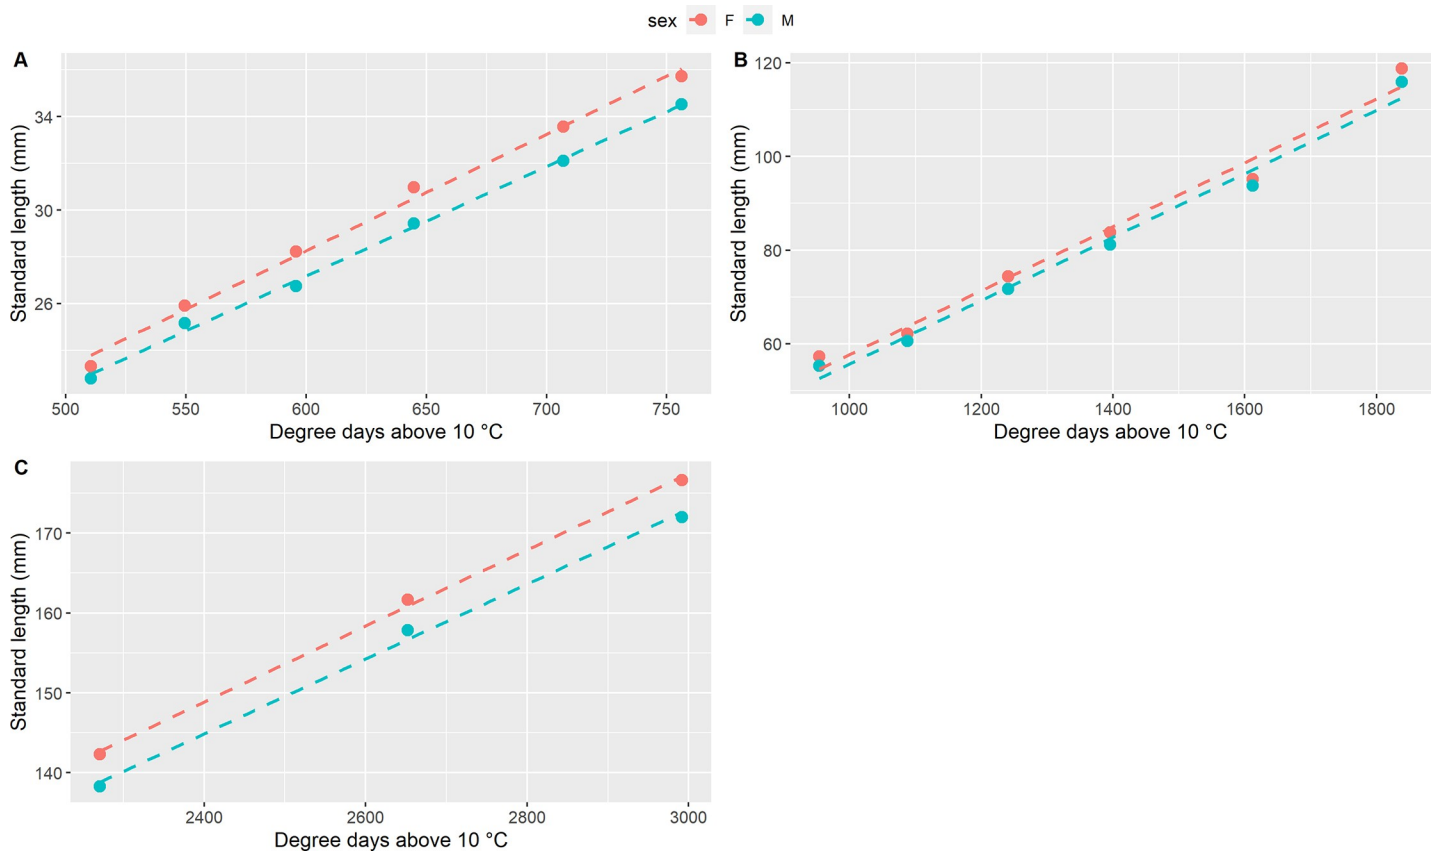 sex F M
A
34
30
26
500 550 600 650 700 750
Degree days above 10 °C
Standard length (mm)
B
120
100
80
60
1000 1200 1400 1600 1800
Degree days above 10 °C
Standard length (mm)
C
170
160
150
140
2400 2600 2800 3000
Degree days above 10 °C
Standard length (mm)